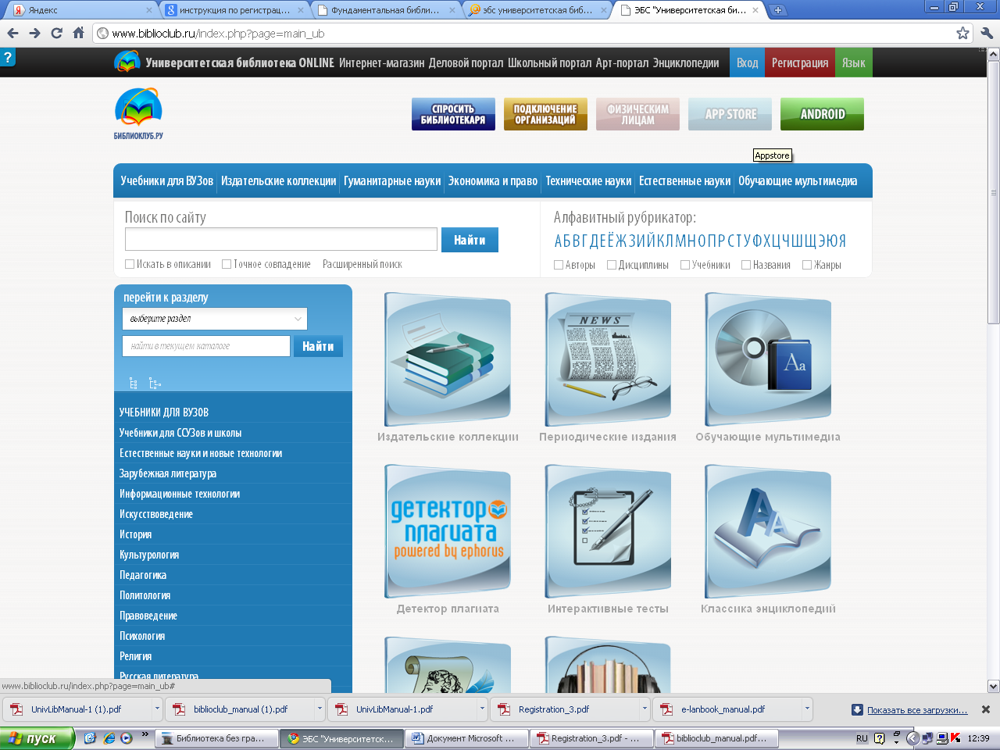 Яндекс
инструкция по регистрац...
Фундаментальная библи...
эбс университетская биб...
ЭБС "Университетская би...
www.biblioclub.ru/index.php?page=main_ub
?
Университетская библиотека ONLINE Интернет-магазин Деловой портал Школьный портал Арт-портал Энциклопедии Вход Регистрация Язык
БИБЛИОКЛУБ.РУ
СПРОСИТЬ БИБЛИОТЕКАРЯ
ПОДКЛЮЧЕНИЕ ОРГАНИЗАЦИЙ
ФИЗИЧЕСКИМ ЛИЦАМ
APP STORE
ANDROID
Appstore
Учебники для ВУЗов Издательские коллекции Гуманитарные науки Экономика и право Технические науки Естественные науки Обучающие мультимедиа
Поиск по сайту
Найти
Искать в описании Точное совпадение Расширенный поиск
Алфавитный рубрикатор:
А Б В Г Д Е Ё Ж З И Й К Л М Н О П Р С Т У Ф Х Ц Ч Ш Щ Э Ю Я
Авторы Дисциплины Учебники Названия Жанры
перейти к разделу
выберите раздел
найти в текущем каталоге
Найти
УЧЕБНИКИ ДЛЯ ВУЗОВ
Учебники для ССУЗов и школы
Естественные науки и новые технологии
Зарубежная литература
Информационные технологии
Искусствоведение
История
Культурология
Педагогика
Политология
Правоведение
Психология
Религия
Русская литература
NEWS
Aa
Издательские коллекции
Периодические издания
Обучающие мультимедиа
детектор плагиата
powered by ephorus
A A
Детектор плагиата
Интерактивные тесты
Классика энциклопедий
www.biblioclub.ru/index.php?page=main_ub#
UnivLibManual-1 (1).pdf
biblioclub_manual (1).pdf
UnivLibManual-1.pdf
Registration_3.pdf
e-lanbook_manual.pdf
Показать все загрузки...
пуск
Библиотека без гра...
ЭБС "Университетск...
Документ Microsoft ...
Registration_3.pdf - ...
biblioclub_manual.pdf...
RU
12:39